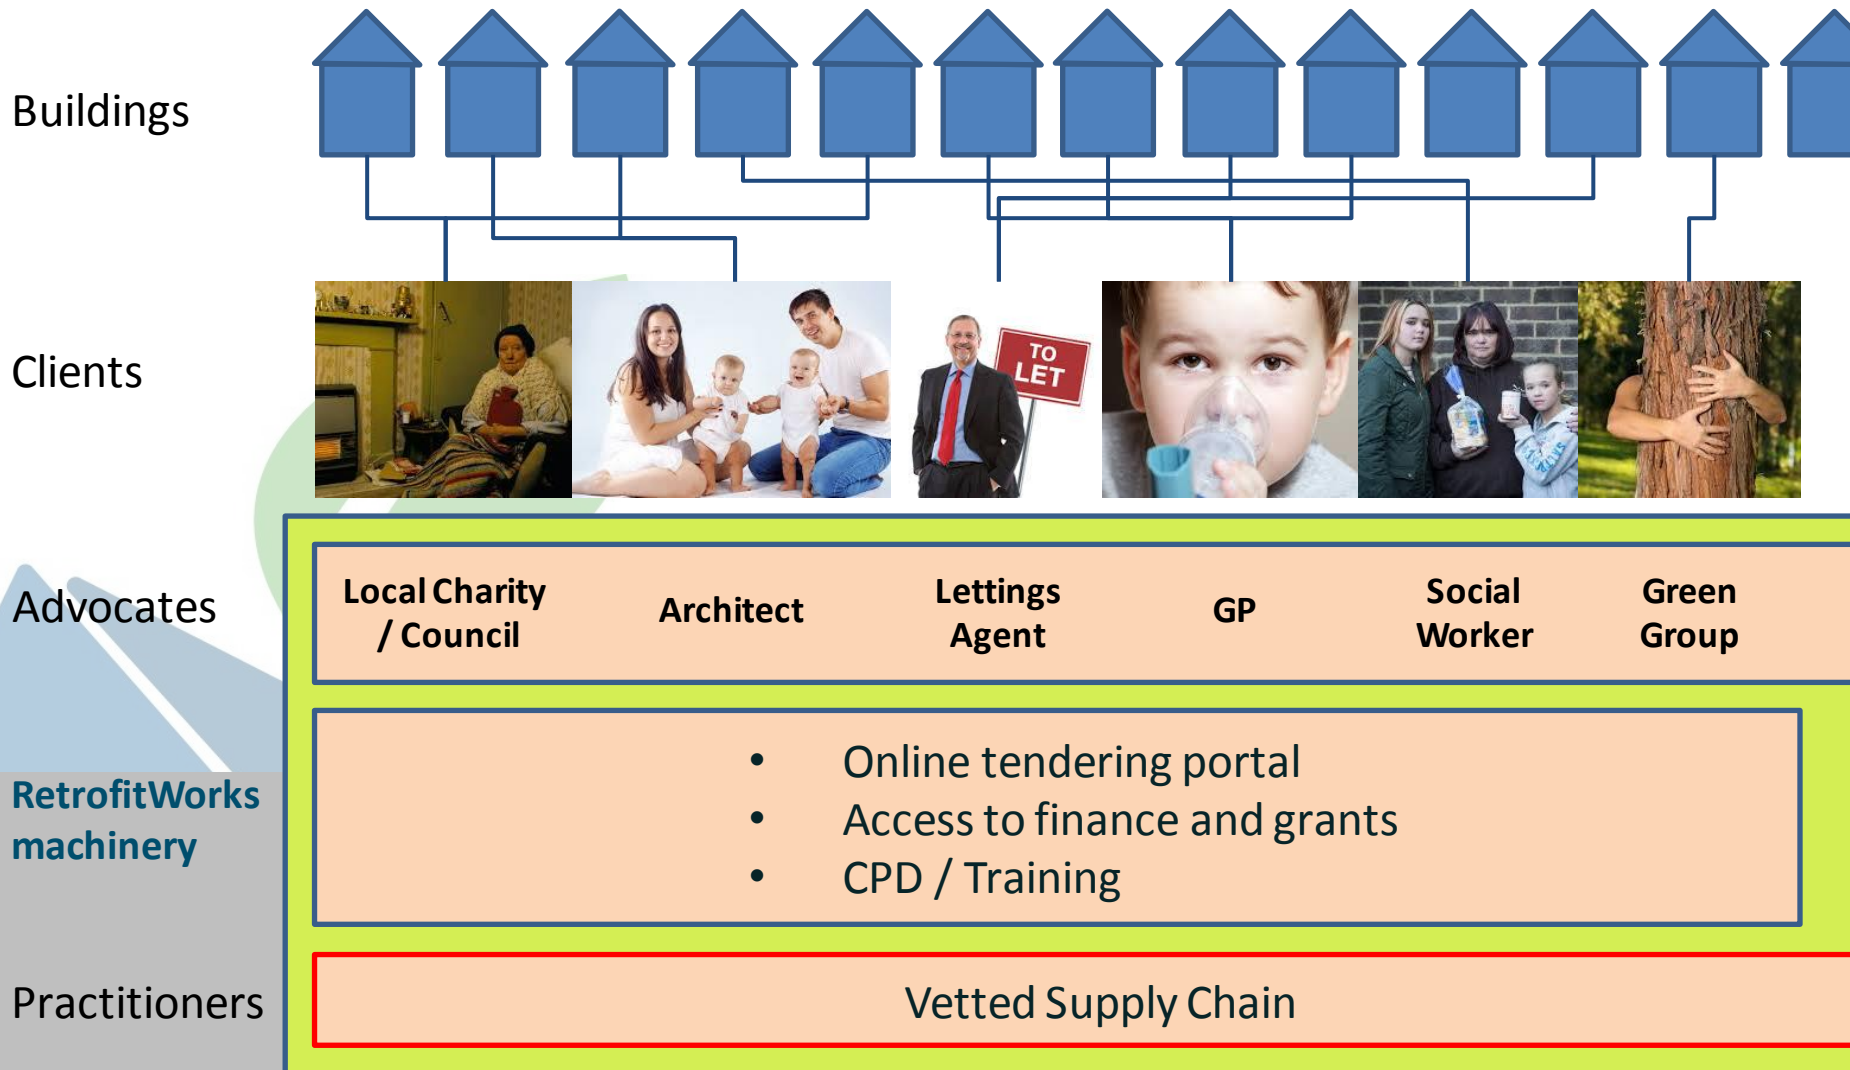 Buildings
Clients
TO
LET
Advocates
Local Charity
/ Council
Architect
Lettings
Agent
GP
Social
Worker
Green
Group
RetrofitWorks
machinery
• Online tendering portal
• Access to finance and grants
• CPD / Training
Practitioners
Vetted Supply Chain